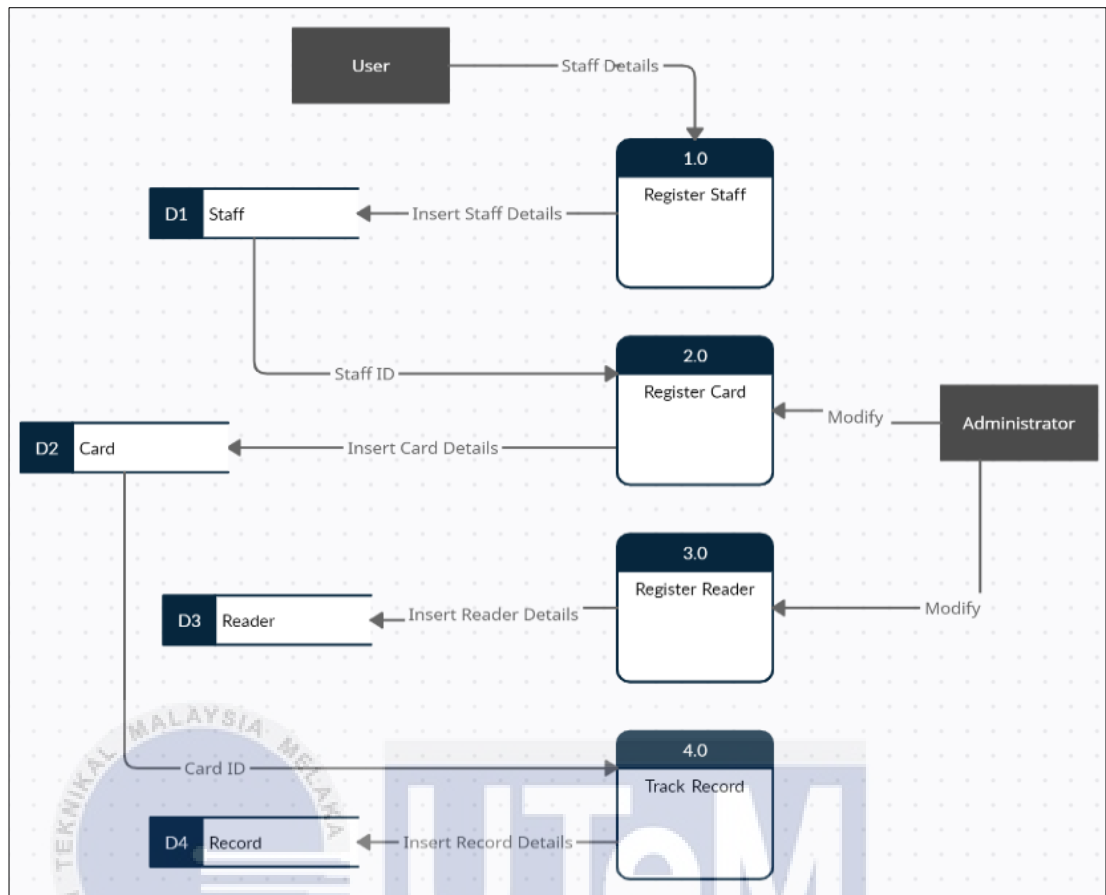 User
Staff Details
1.0
Register Staff
D1 Staff
Insert Staff Details
2.0
Register Card
Staff ID
Modify
Administrator
D2 Card
Insert Card Details
3.0
Register Reader
D3 Reader
Insert Reader Details
Modify
4.0
Track Record
Card ID
D4 Record
Insert Record Details
TEKNIKAL MALAYSIA MELAKA
UTeM